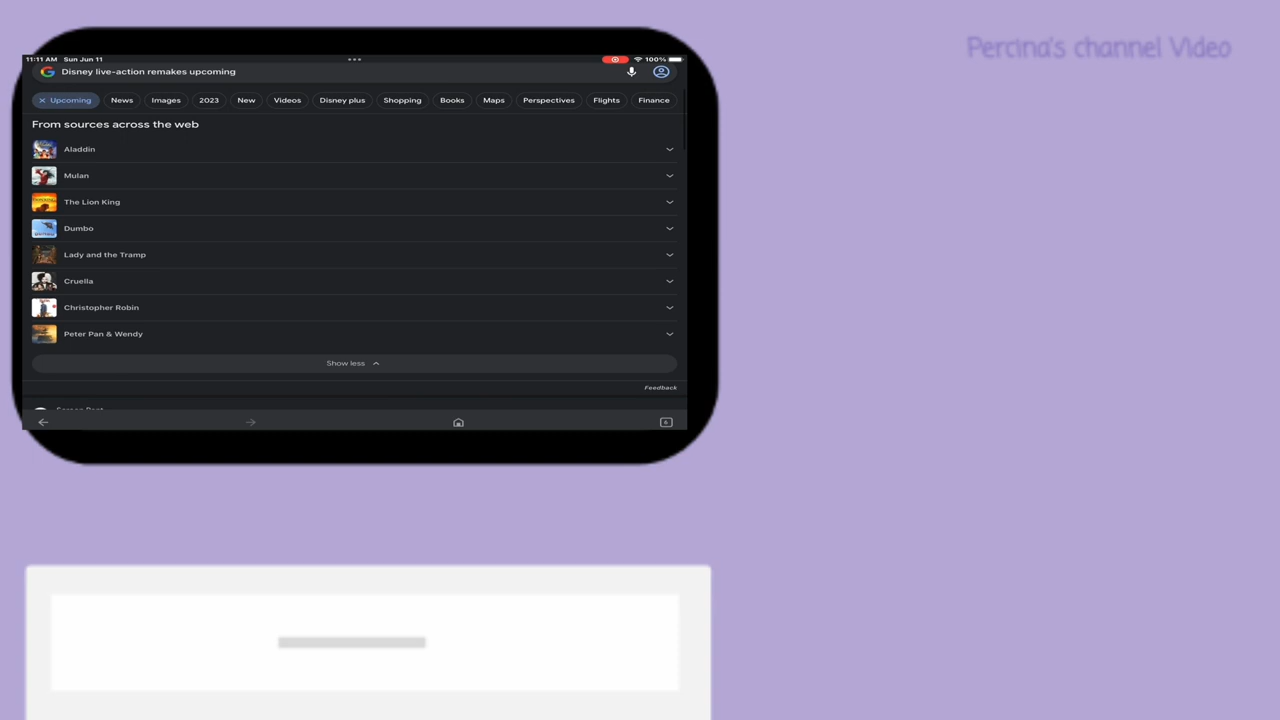 Percina's channel Video
11:11 AM Sun Jun 11
100%
Disney live-action remakes upcoming
Upcoming News Images 2023 New Videos Disney plus Shopping Books Maps Perspectives Flights Finance
From sources across the web
Aladdin
Mulan
The Lion King
Dumbo
Lady and the Tramp
Cruella
Christopher Robin
Peter Pan & Wendy
Show less
Feedback
6